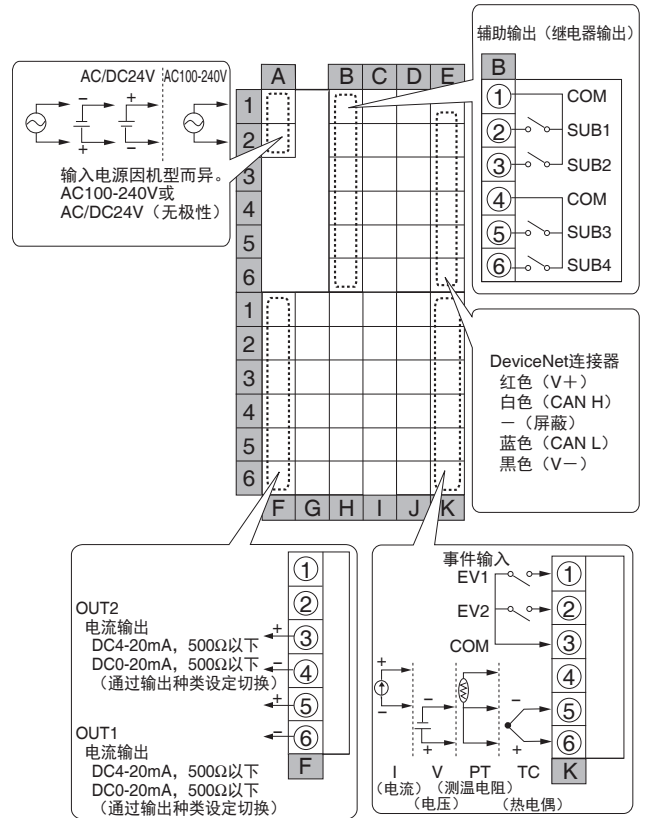 AC/DC24V AC100-240V
输入电源因机型而异。
AC100-240V或
AC/DC24V（无极性）
A B C D E
1
2
3
4
5
6
1
2
3
4
5
6
F G H I J K
辅助输出（继电器输出）
B
① COM
② SUB1
③ SUB2
④ COM
⑤ SUB3
⑥ SUB4
DeviceNet连接器
红色（V＋）
白色（CAN H）
－（屏蔽）
蓝色（CAN L）
黑色（V－）
①
②
OUT2
电流输出
DC4-20mA，500Ω以下
DC0-20mA，500Ω以下
（通过输出种类设定切换）
+ ③
− ④
+ ⑤
− ⑥
F
OUT1
电流输出
DC4-20mA，500Ω以下
DC0-20mA，500Ω以下
（通过输出种类设定切换）
事件输入
EV1 ①
EV2 ②
COM ③
④
⑤
⑥
K
+ − − + − +
I V PT TC
（电流） （测温电阻）
（电压） （热电偶）